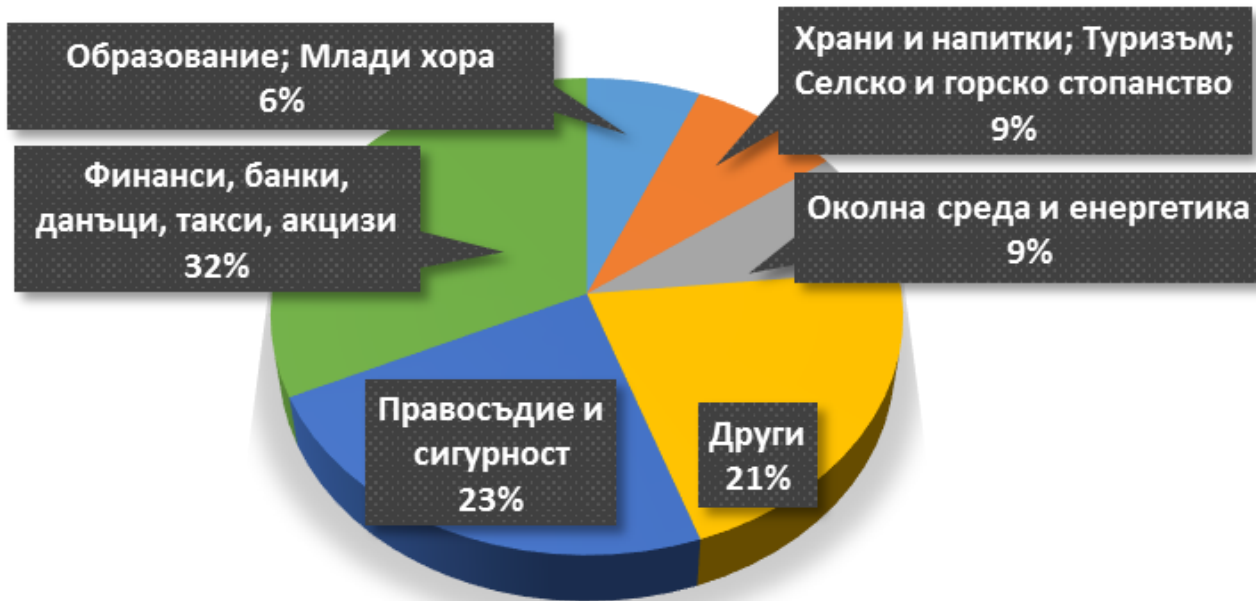 Образование; Млади хора
6%
Храни и напитки; Туризъм;
Селско и горско стопанство
9%
Финанси, банки,
данъци, такси, акцизи
32%
Околна среда и енергетика
9%
Правосъдие и
сигурност
23%
Други
21%